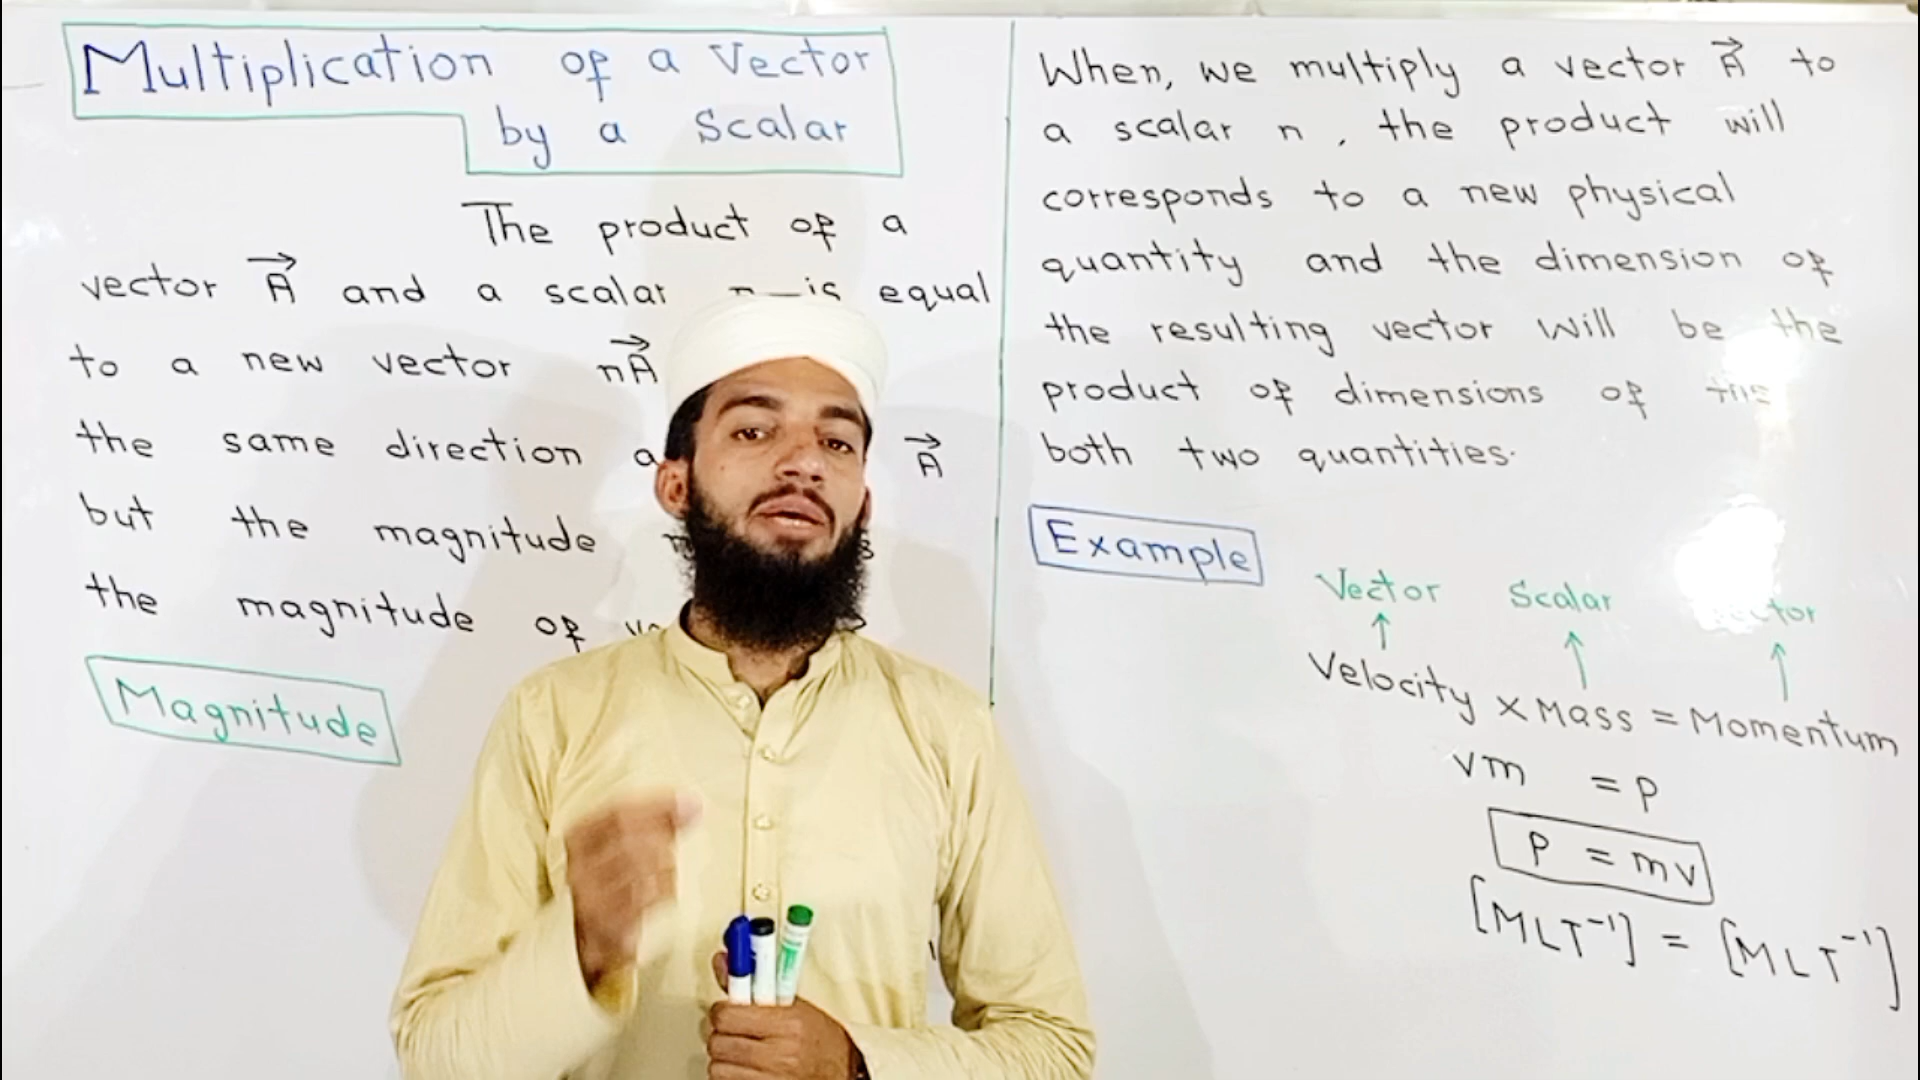 Multiplication of a Vector
by a Scalar
The product of a
vector A⃗ and a scalar n is equal
to a new vector nA⃗
the same direction A⃗
but the magnitude
the magnitude of
Magnitude
When, we multiply a vector A⃗ to
a scalar n, the product will
corresponds to a new physical
quantity and the dimension of
the resulting vector will be the
product of dimensions of the
both two quantities.
Example
Vector Scalar
↑ ↑ ↑
Velocity × Mass = Momentum
vm = P
P = mv
[MLT⁻¹] = [MLT⁻¹]